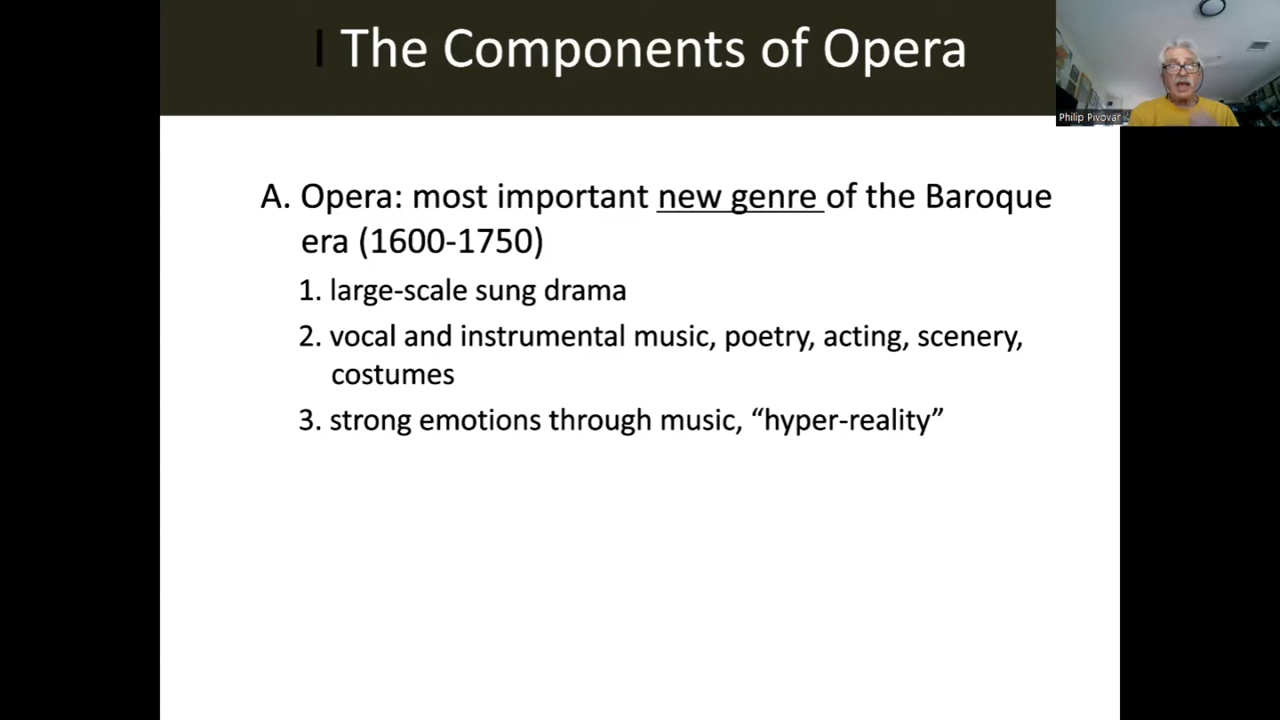 I The Components of Opera
Philip Pivovar
A. Opera: most important new genre of the Baroque
era (1600-1750)
1. large-scale sung drama
2. vocal and instrumental music, poetry, acting, scenery,
costumes
3. strong emotions through music, “hyper-reality”